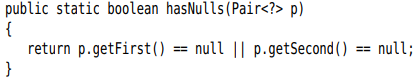 public static boolean hasNulls(Pair<?> p)
{
   return p.getFirst() == null || p.getSecond() == null;
}